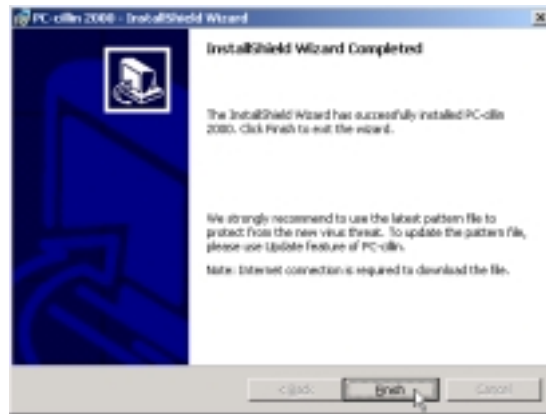 PC-cillin 2000 - InstallShield Wizard
InstallShield Wizard Completed
The InstallShield Wizard has successfully installed PC-cillin
2000. Click Finish to exit the wizard.
We strongly recommend to use the latest pattern file to
protect from the new virus threat. To update the pattern file,
please use Update feature of PC-cillin.
Note: Internet connection is required to download the file.
< Back
Finish
Cancel